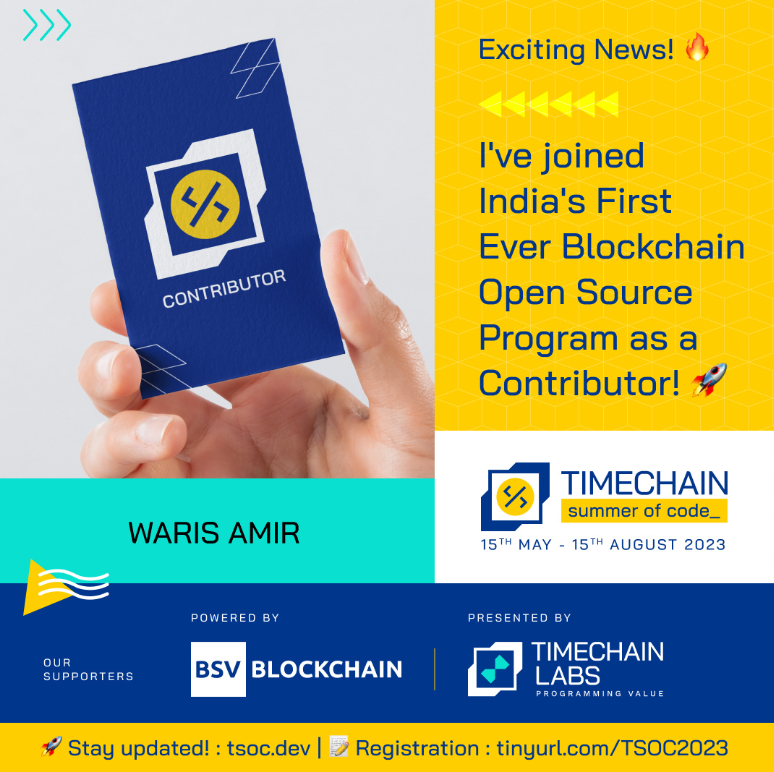 CONTRIBUTOR
Exciting News! 🔥
I've joined
India's First
Ever Blockchain
Open Source
Program as a
Contributor! 🚀
WARIS AMIR
TIMECHAIN
summer of code_
15TH MAY - 15TH AUGUST 2023
OUR
SUPPORTERS
POWERED BY
BSV BLOCKCHAIN
PRESENTED BY
TIMECHAIN
LABS
PROGRAMMING VALUE
🚀 Stay updated! : tsoc.dev | 📝 Registration : tinyurl.com/TSOC2023